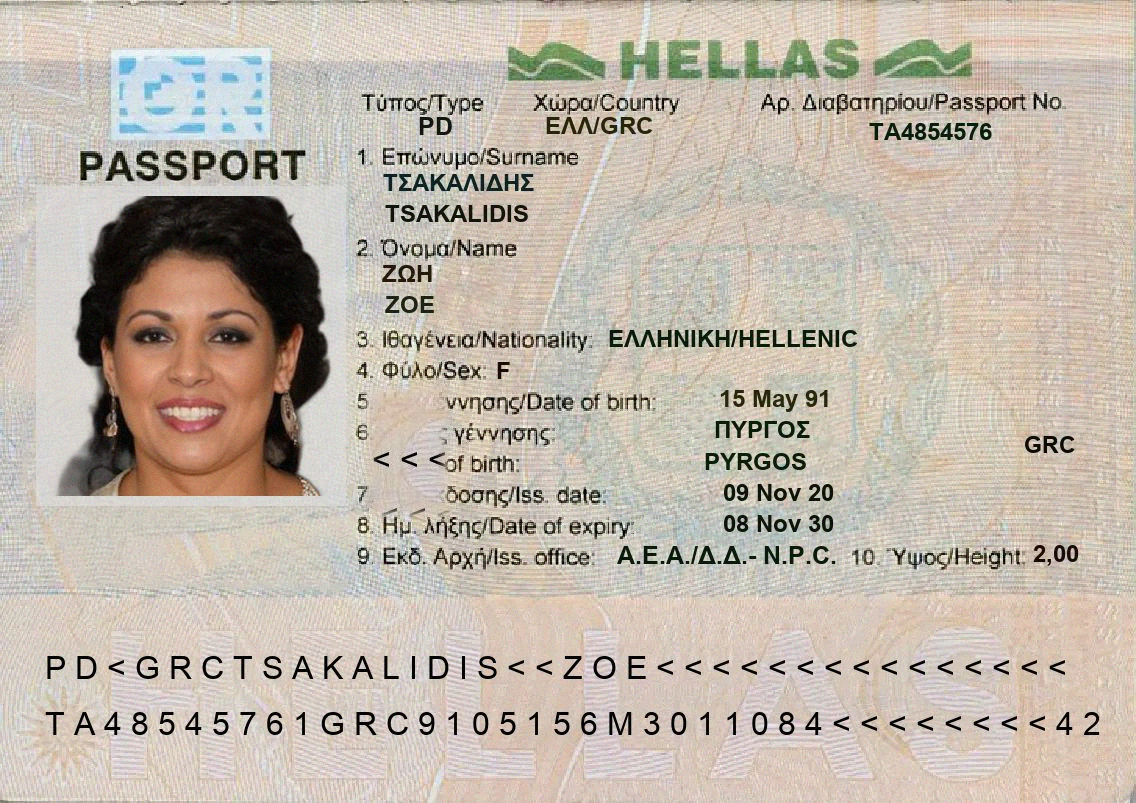 GR
HELLAS
PASSPORT
Τύπος/Type Χώρα/Country Αρ. Διαβατηρίου/Passport No.
PD ΕΛΛ/GRC TA4854576
1. Επώνυμο/Surname
ΤΣΑΚΑΛΙΔΗΣ
TSAKALIDIS
2. Όνομα/Name
ΖΩΗ
ZOE
3. Ιθαγένεια/Nationality: ΕΛΛΗΝΙΚΗ/HELLENIC
4. Φύλο/Sex: F
5 ννησης/Date of birth: 15 May 91
6 ς γέννησης: ΠΥΡΓΟΣ
< < < of birth: PYRGOS GRC
7 δοσης/Iss. date: 09 Nov 20
< <
8. Ημ. λήξης/Date of expiry: 08 Nov 30
9 Εκδ. Αρχή/Iss. office: Α.Ε.Α./Δ.Δ.- N.P.C. 10. Ύψος/Height: 2,00
HELLAS
PD<GRCTSAKALIDIS<<ZOE<<<<<<<<<<<<<<<
TA48545761GRC9105156M3011084<<<<<<<<42